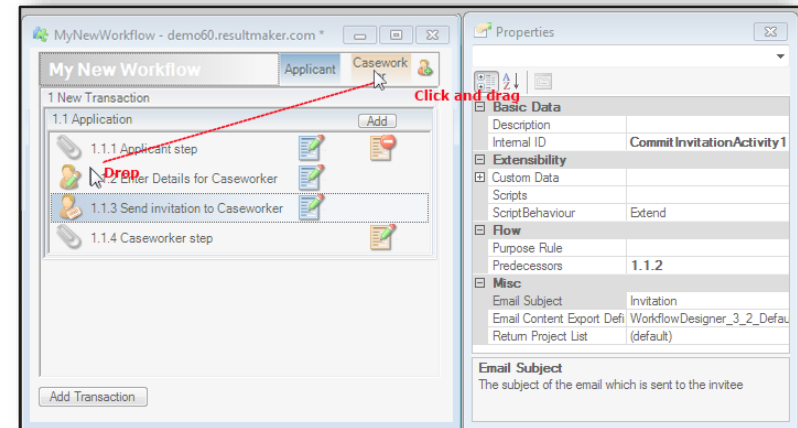 MyNewWorkflow - demo60.resultmaker.com *
My New Workflow
Applicant
Casework
1 New Transaction
1.1 Application
Add
1.1.1 Applicant step
1.1.2 Enter Details for Caseworker
1.1.3 Send invitation to Caseworker
1.1.4 Caseworker step
Add Transaction
Click and drag
Drop
Properties
Basic Data
Description
Internal ID CommitInvitationActivity1
Extensibility
Custom Data
Scripts
ScriptBehaviour Extend
Flow
Purpose Rule
Predecessors 1.1.2
Misc
Email Subject Invitation
Email Content Export Defi WorkflowDesigner_3_2_Defau
Return Project List (default)
Email Subject
The subject of the email which is sent to the invitee